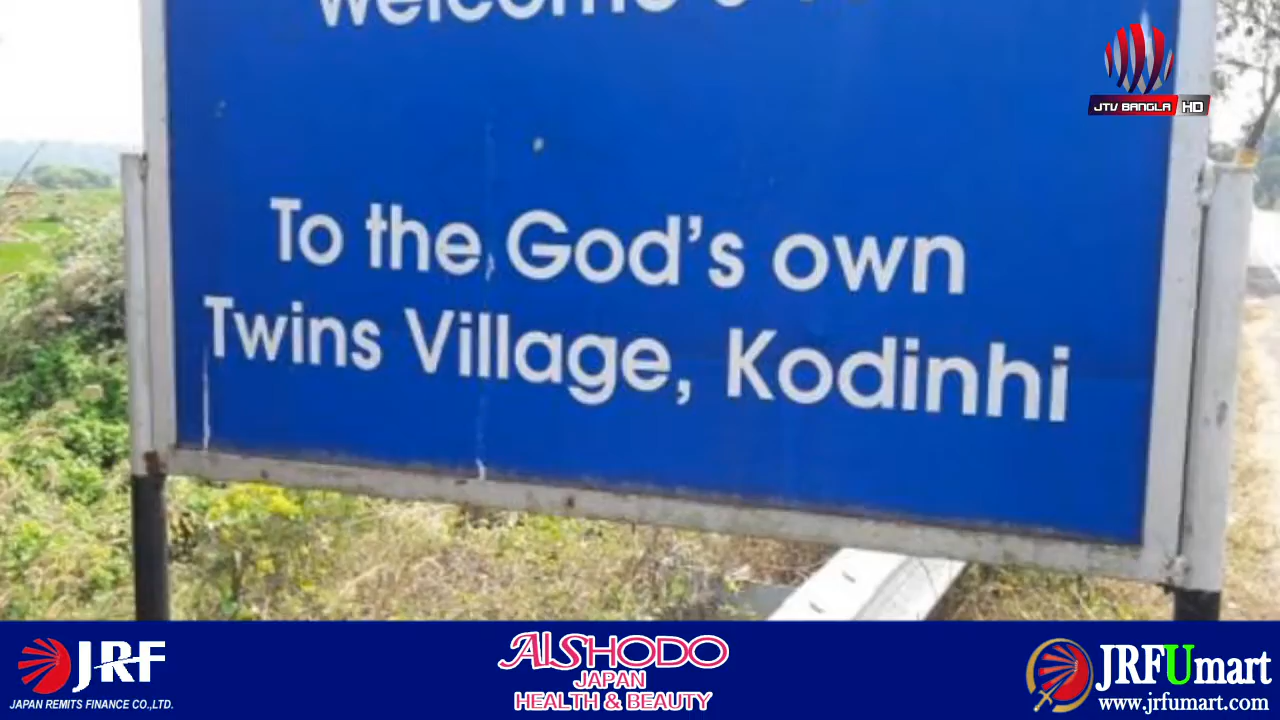 Welcome
JTV BANGLA HD
To the God's own
Twins Village, Kodinhi
JRF
JAPAN REMITS FINANCE CO.,LTD.
AISHODO
JAPAN
HEALTH & BEAUTY
JRFUmart
www.jrfumart.com